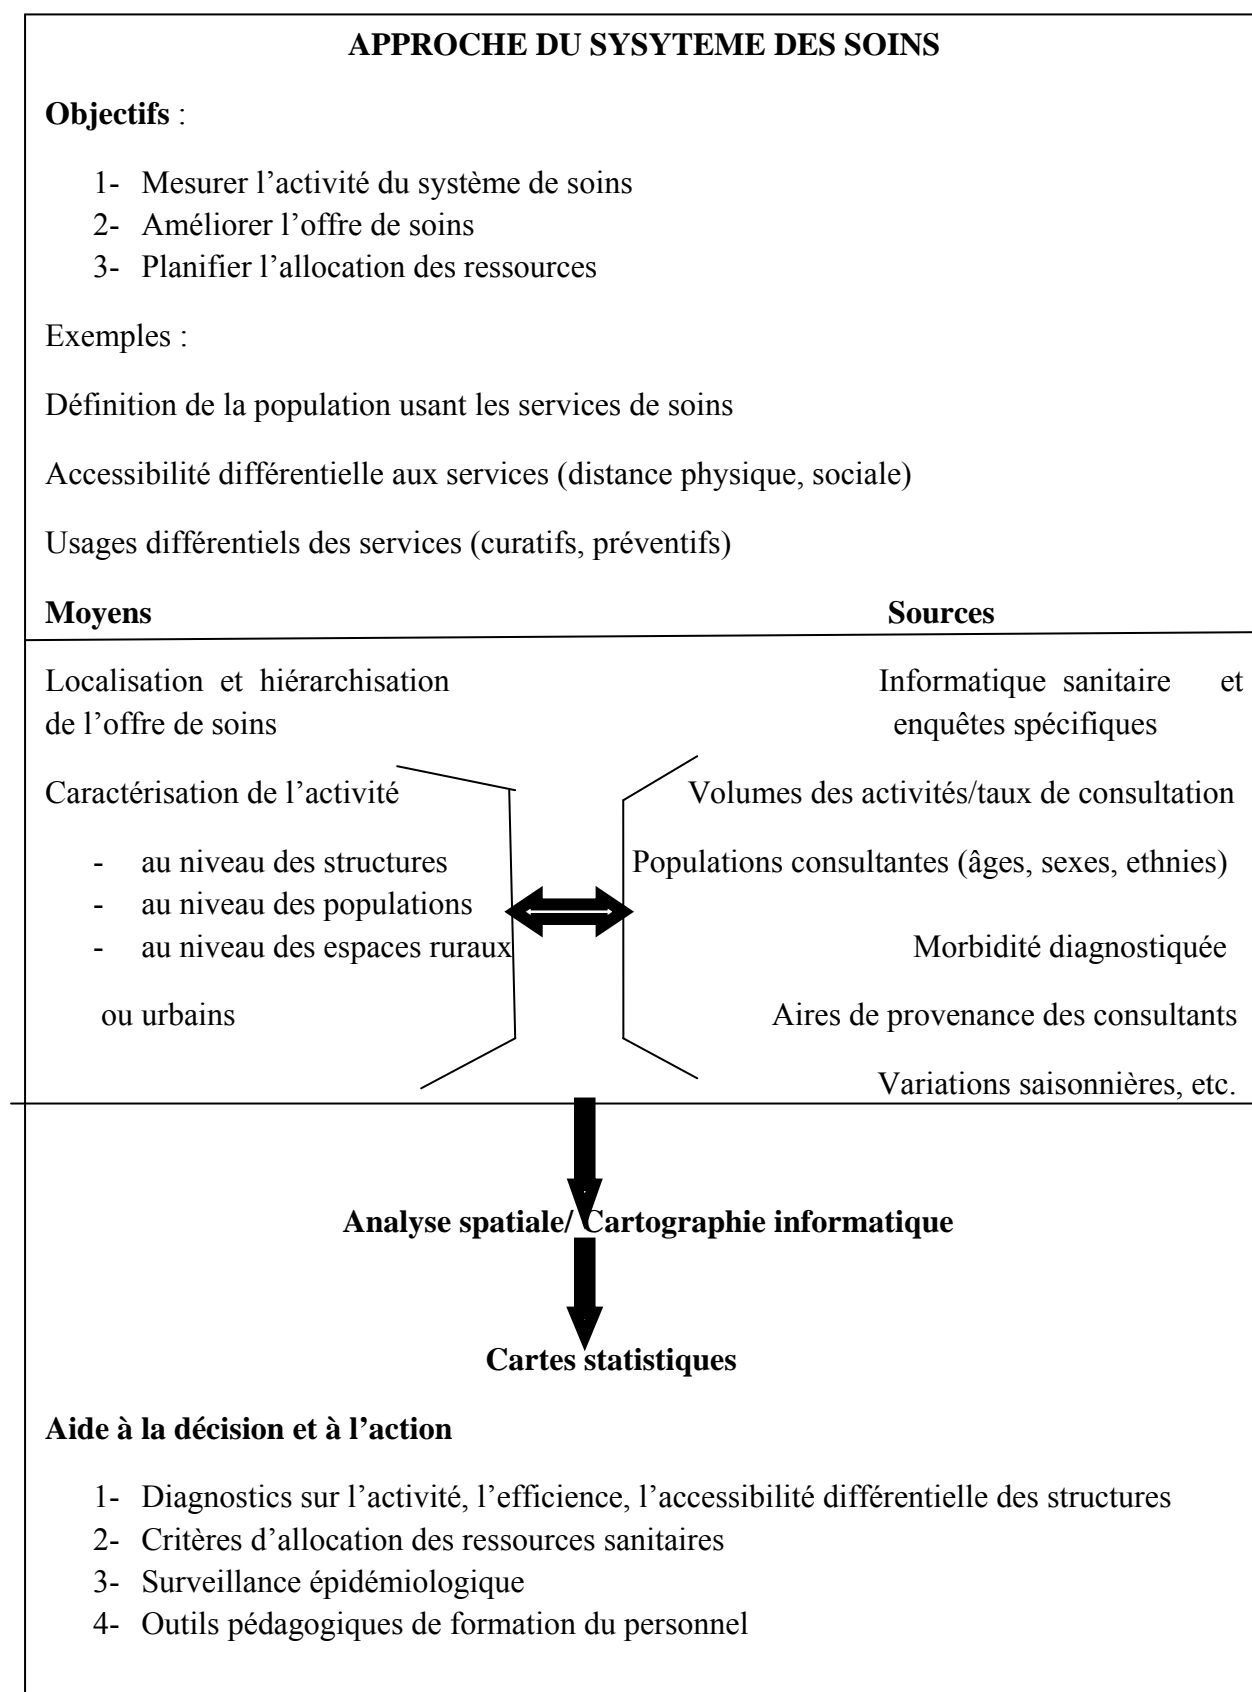 APPROCHE DU SYSYTEME DES SOINS
Objectifs :
1- Mesurer l’activité du système de soins
2- Améliorer l’offre de soins
3- Planifier l’allocation des ressources
Exemples :
Définition de la population usant les services de soins
Accessibilité différentielle aux services (distance physique, sociale)
Usages différentiels des services (curatifs, préventifs)
Moyens Sources
Localisation et hiérarchisation Informatique sanitaire et
de l’offre de soins enquêtes spécifiques
Caractérisation de l’activité Volumes des activités/taux de consultation
- au niveau des structures Populations consultantes (âges, sexes, ethnies)
- au niveau des populations
- au niveau des espaces ruraux Morbidité diagnostiquée
ou urbains Aires de provenance des consultants
Variations saisonnières, etc.
Analyse spatiale/ Cartographie informatique
Cartes statistiques
Aide à la décision et à l’action
1- Diagnostics sur l’activité, l’efficience, l’accessibilité différentielle des structures
2- Critères d’allocation des ressources sanitaires
3- Surveillance épidémiologique
4- Outils pédagogiques de formation du personnel